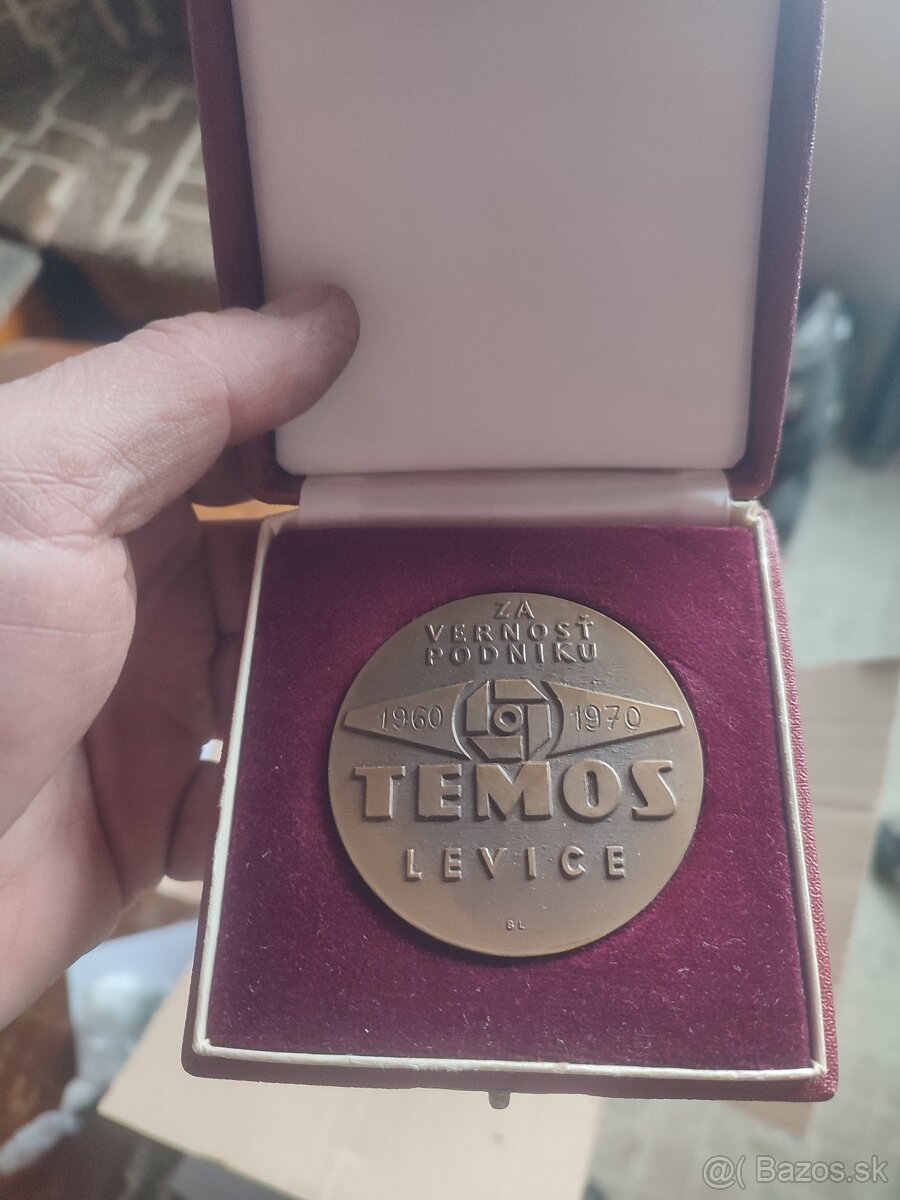 ZA
VERNOSŤ
PODNIKU
1960 1970
TEMOS
LEVICE
BL
@( Bazos.sk